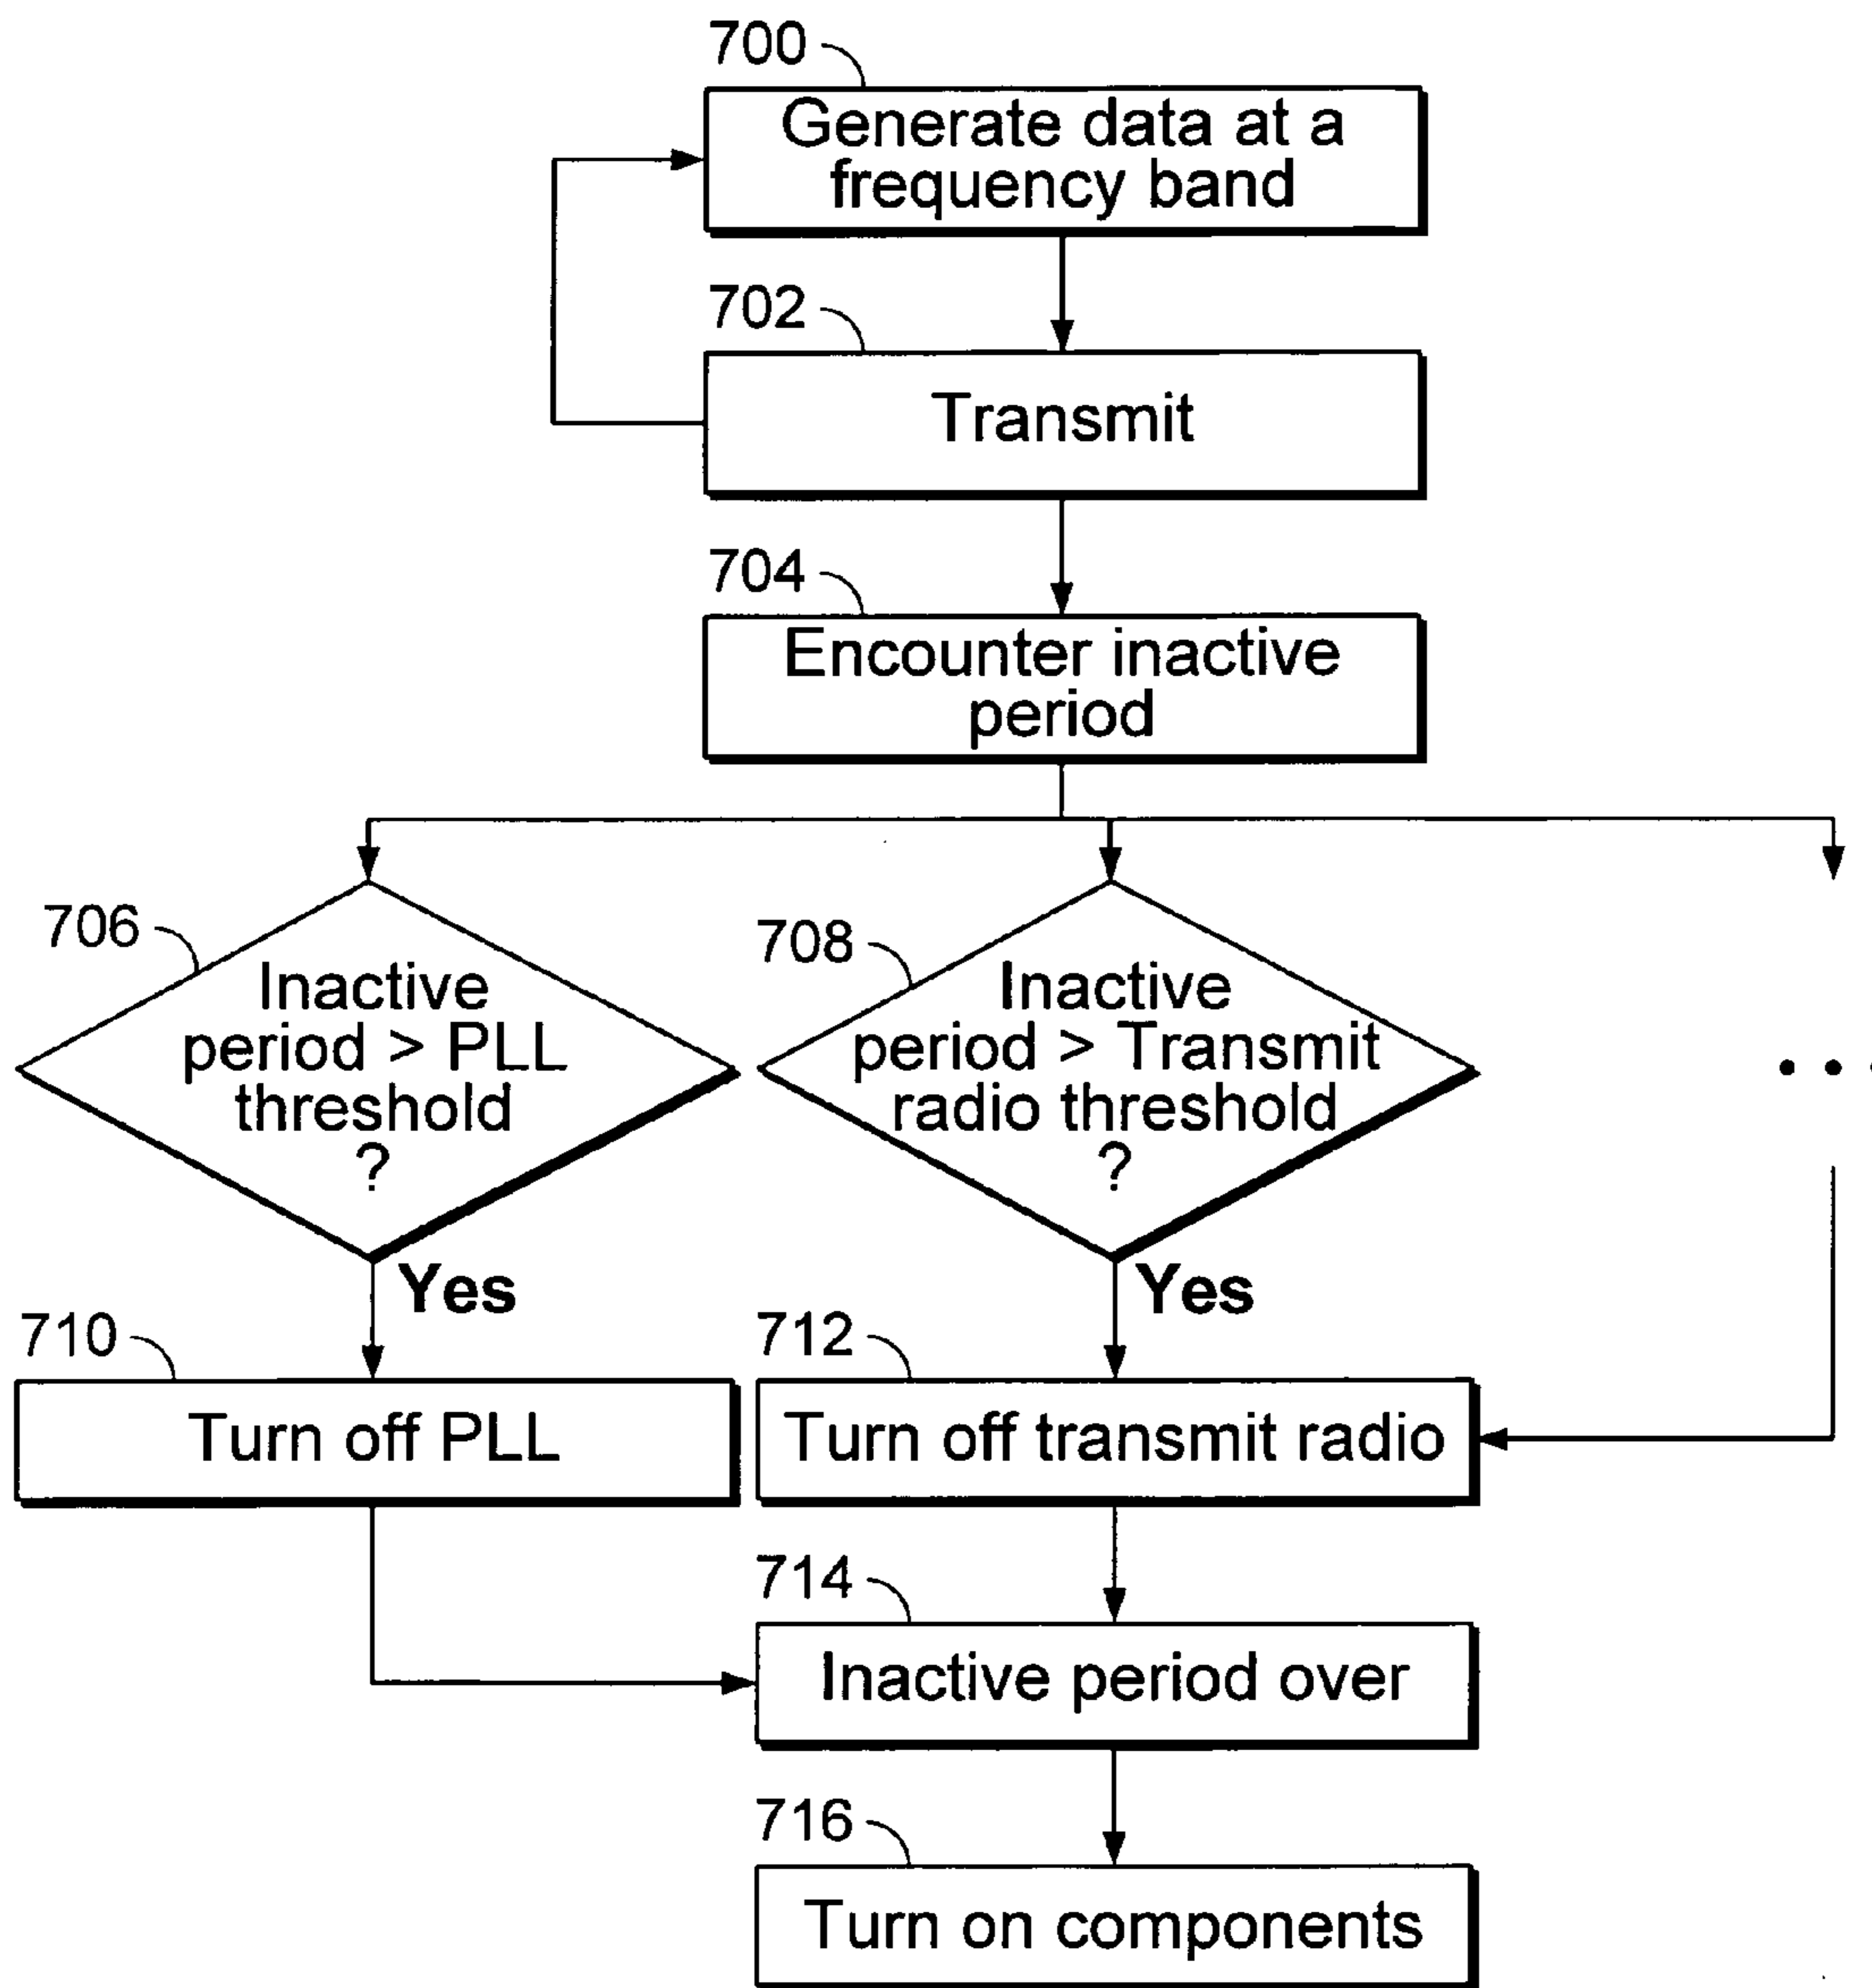 700
Generate data at a
frequency band
702
Transmit
704
Encounter inactive
period
706
Inactive
period > PLL
threshold
?
708
Inactive
period > Transmit
radio threshold
?
• • •
Yes
Yes
710
Turn off PLL
712
Turn off transmit radio
714
Inactive period over
716
Turn on components